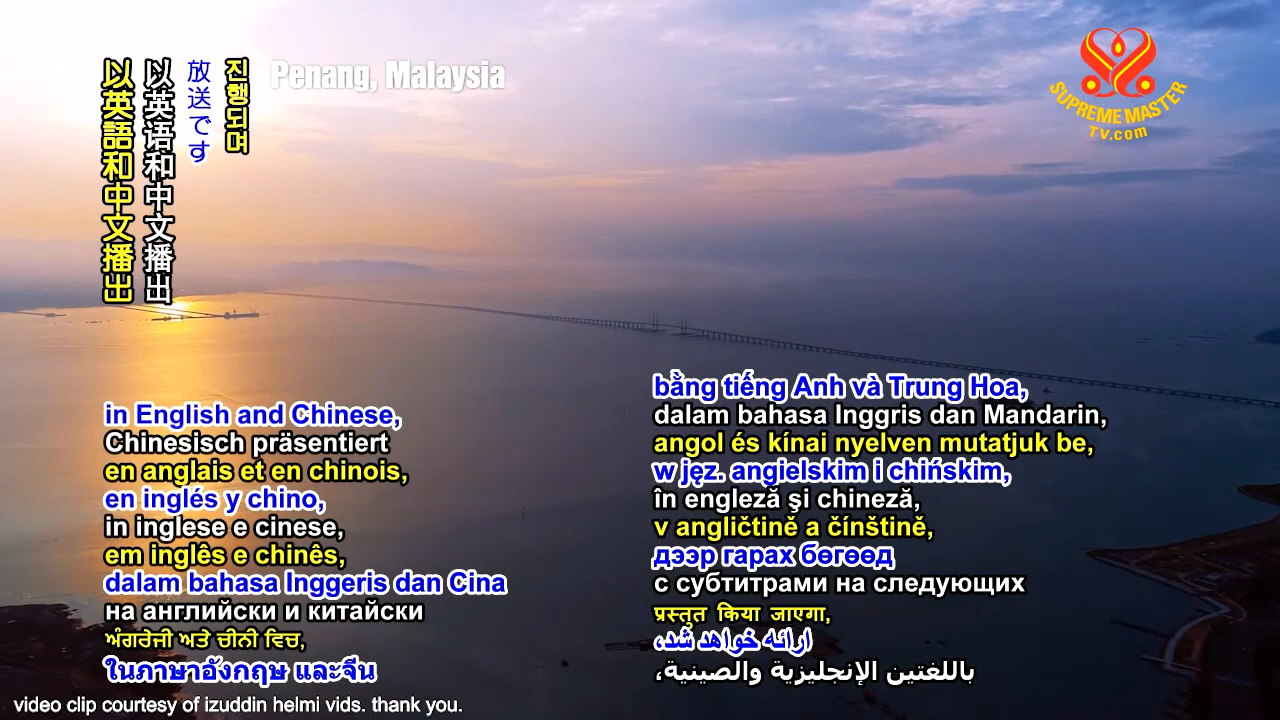 以英語和中文播出
以英语和中文播出
放送です
진행되며
Penang, Malaysia
SUPREME MASTER
TV.com
in English and Chinese,
Chinesisch präsentiert
en anglais et en chinois,
en inglés y chino,
in inglese e cinese,
em inglês e chinês,
dalam bahasa Inggeris dan Cina
на английски и китайски
ਅੰਗਰੇਜੀ ਅਤੇ ਚੀਨੀ ਵਿਚ,
ในภาษาอังกฤษ และจีน
bằng tiếng Anh và Trung Hoa,
dalam bahasa Inggris dan Mandarin,
angol és kínai nyelven mutatjuk be,
w jęz. angielskim i chińskim,
în engleză şi chineză,
v angličtině a čínštině,
дээр гарах бөгөөд
с субтитрами на следующих
प्रस्तुत किया जाएगा,
ارائه خواهد شد،
باللغتين الإنجليزية والصينية،
video clip courtesy of izuddin helmi vids. thank you.